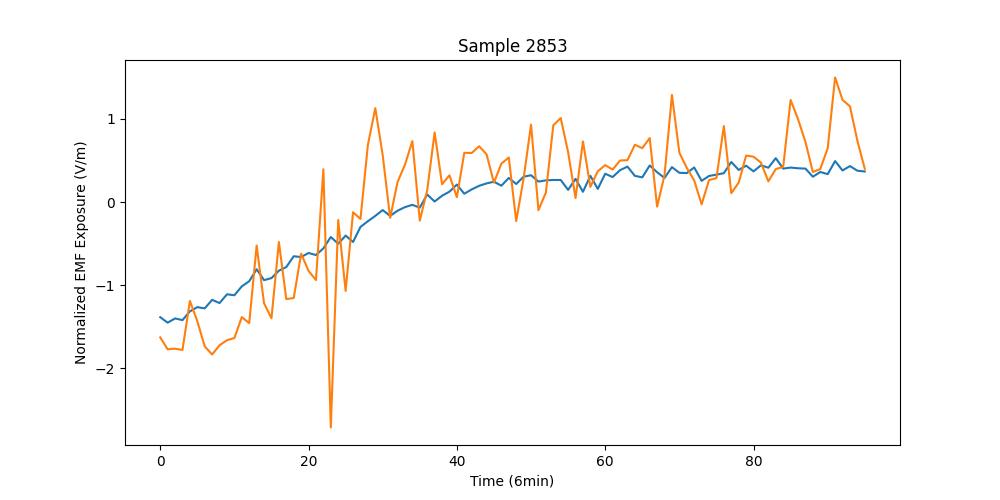 Sample 2853
Normalized EMF Exposure (V/m)
1
0
−1
−2
0 20 40 60 80
Time (6min)